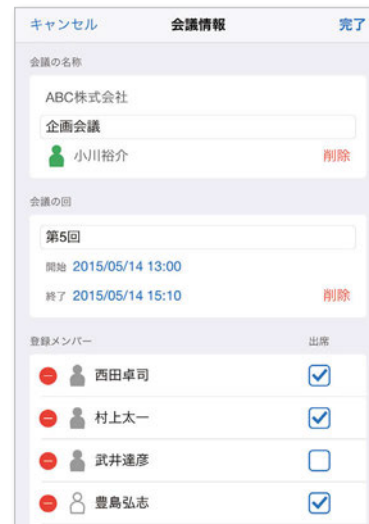 キャンセル 会議情報 完了
会議の名称
ABC株式会社
企画会議
小川裕介 削除
会議の回
第5回
開始 2015/05/14 13:00
終了 2015/05/14 15:10 削除
登録メンバー 出席
西田卓司
村上太一
武井達彦
豊島弘志